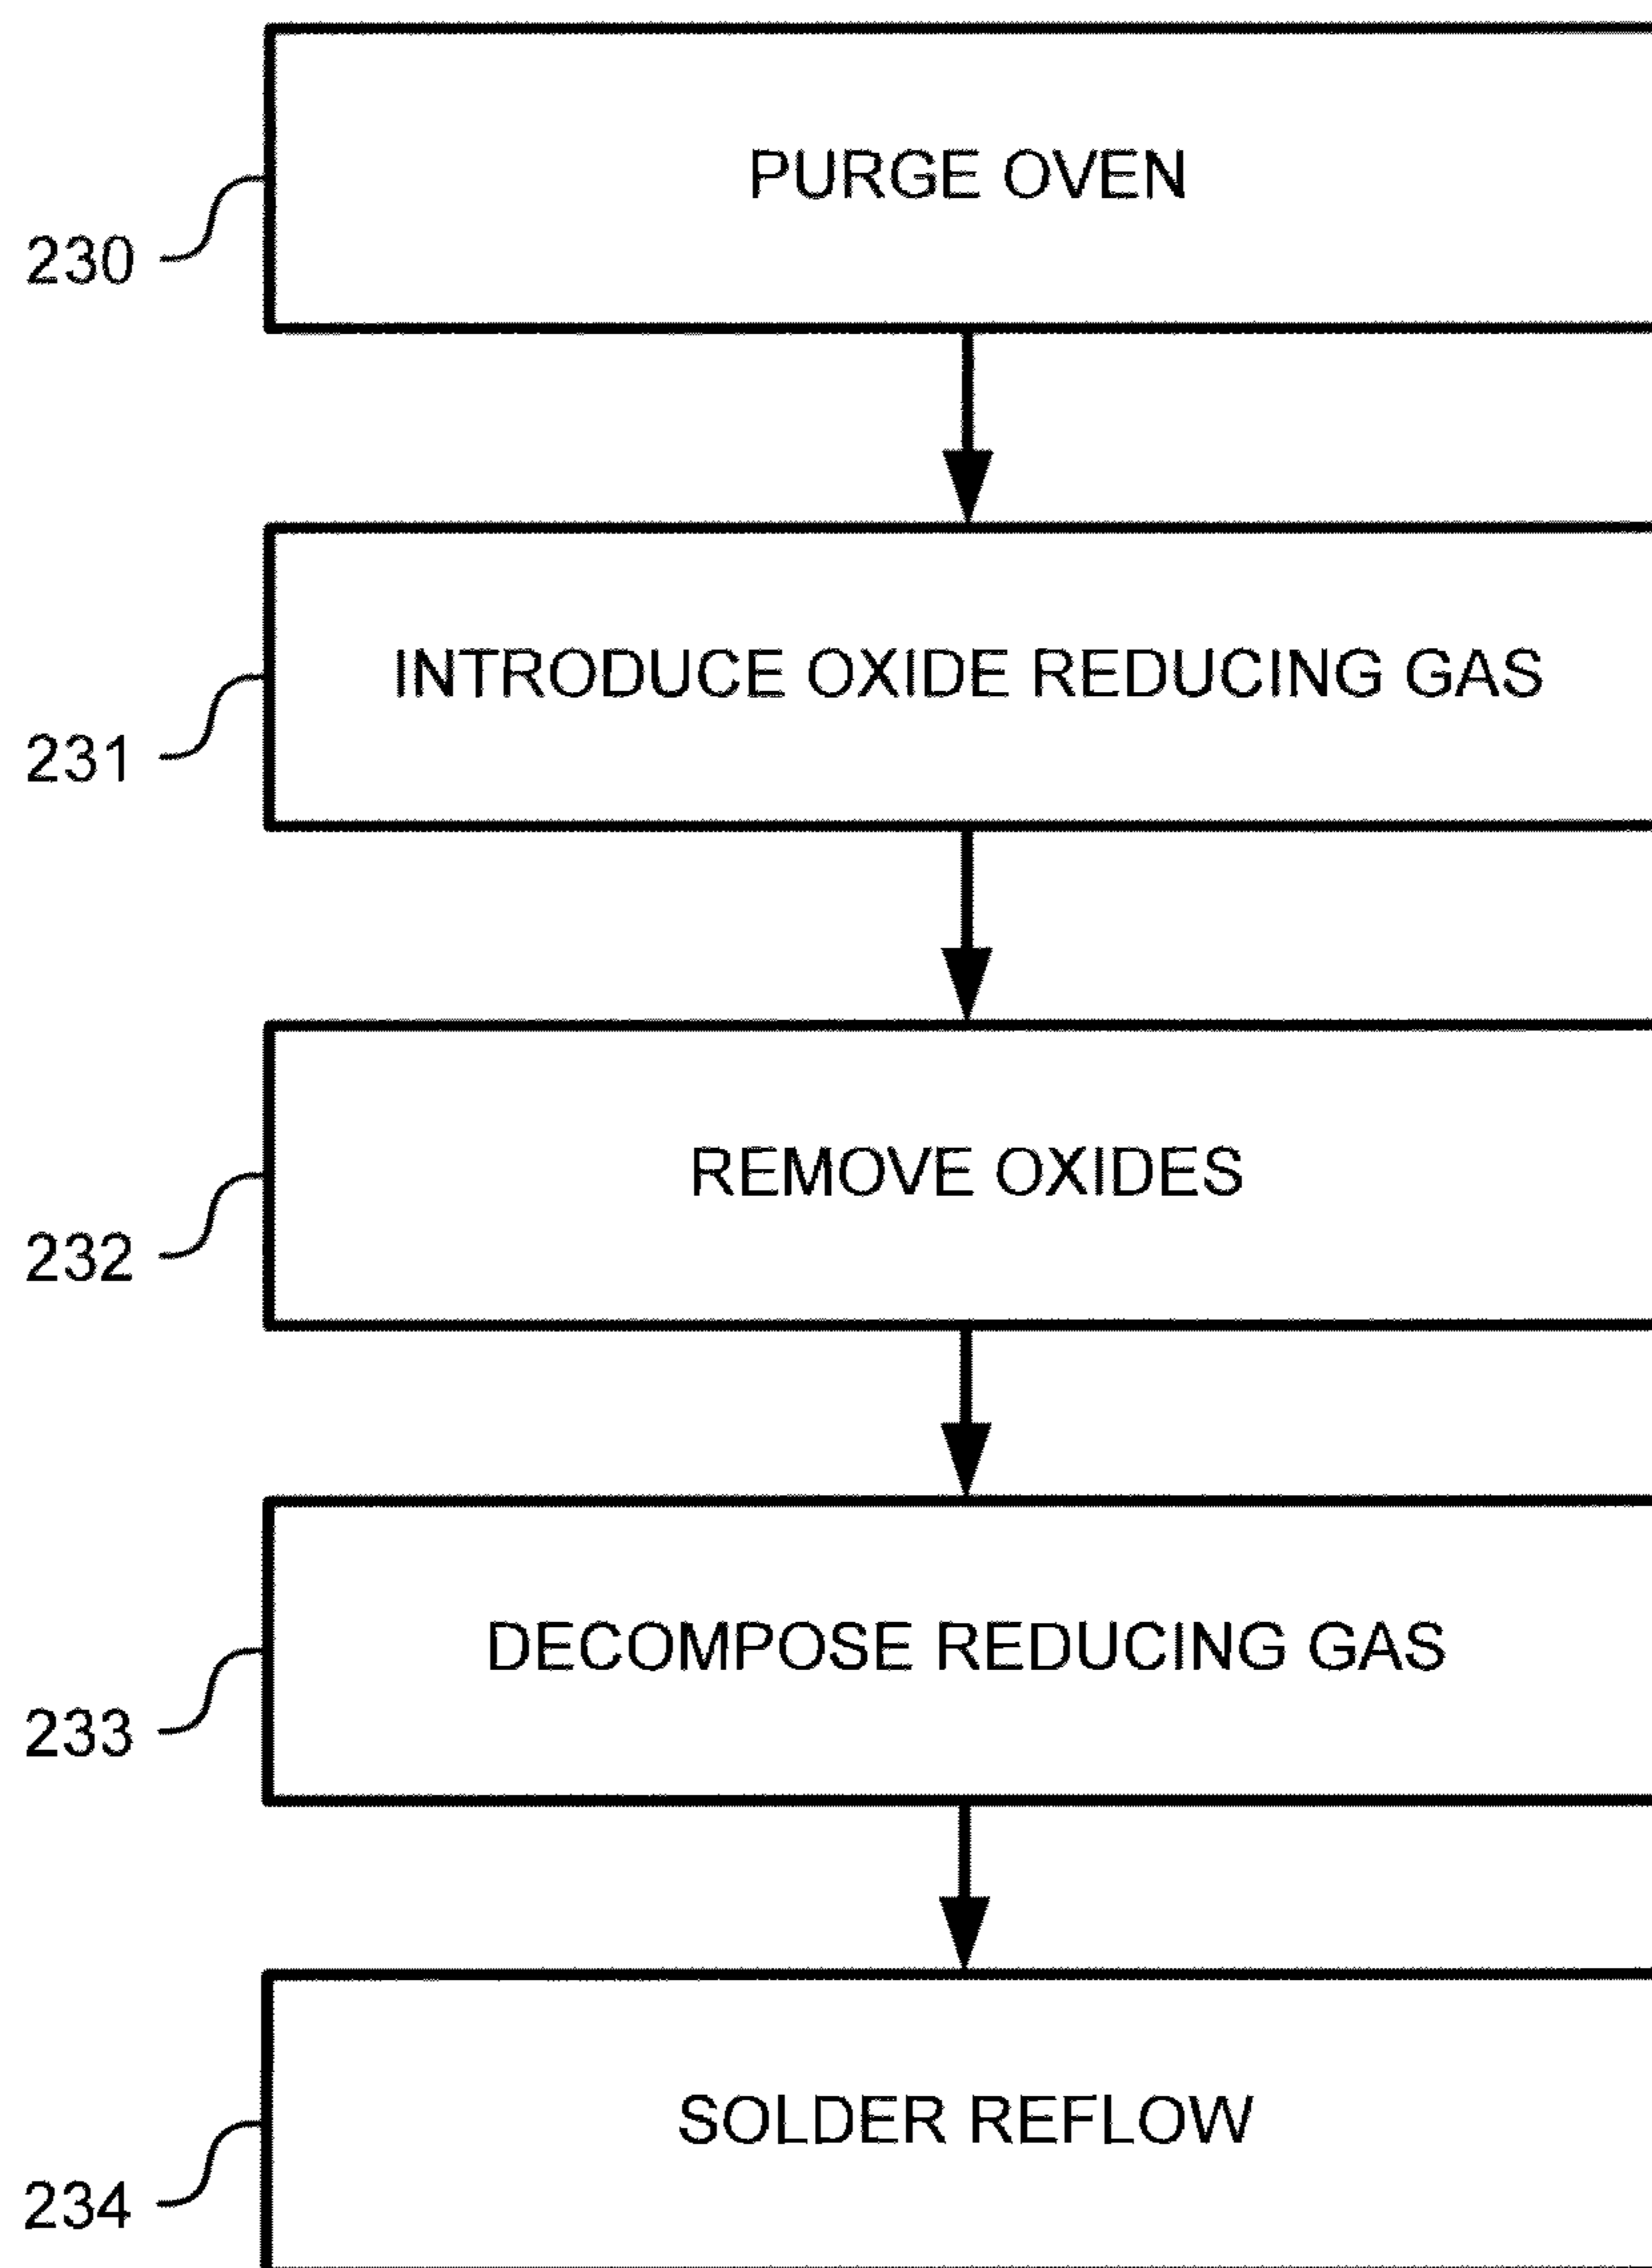 PURGE OVEN
230
INTRODUCE OXIDE REDUCING GAS
231
REMOVE OXIDES
232
DECOMPOSE REDUCING GAS
233
SOLDER REFLOW
234